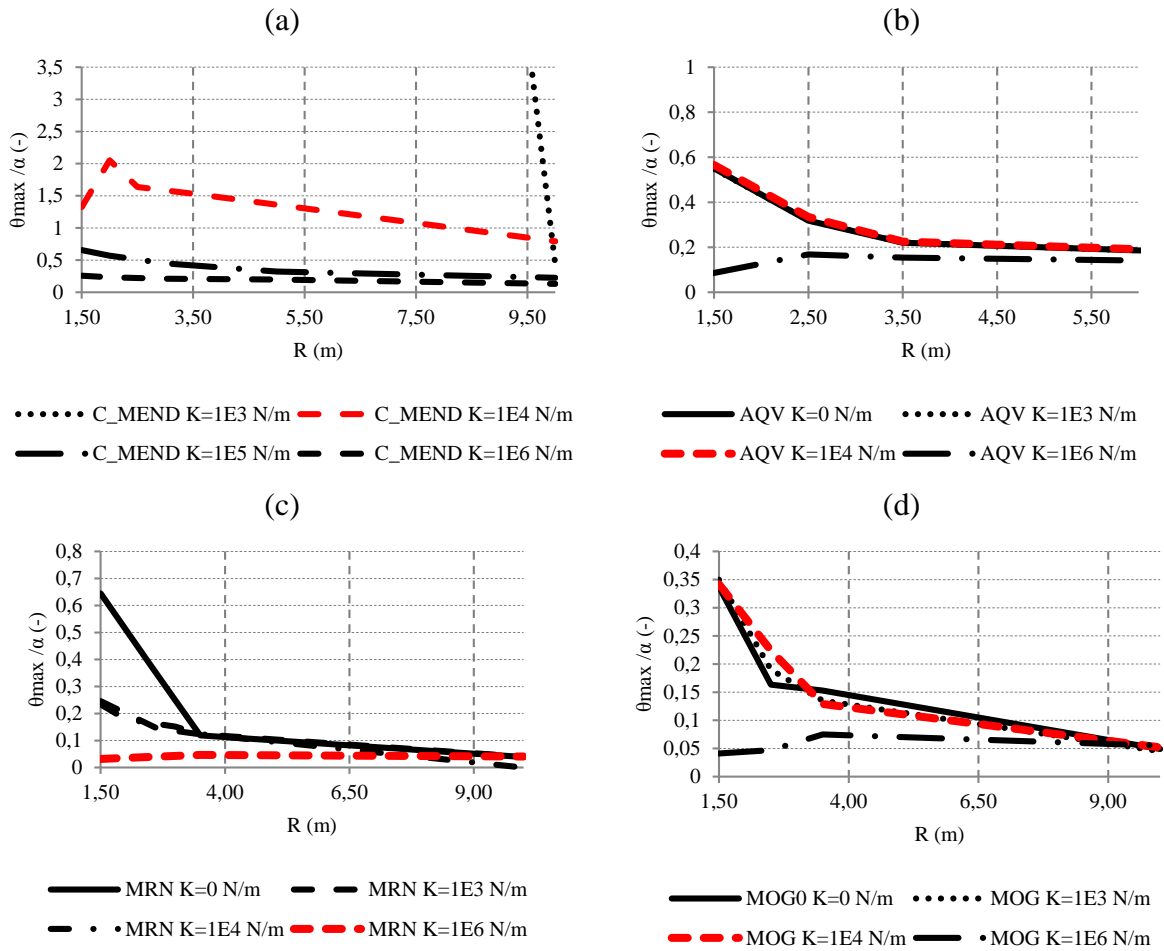 (a)
3,5
3
2,5
2
1,5
1
0,5
0
θmax /α (-)
1,50 3,50 5,50 7,50 9,50
R (m)
C_MEND K=1E3 N/m C_MEND K=1E4 N/m
C_MEND K=1E5 N/m C_MEND K=1E6 N/m
(b)
1
0,8
0,6
0,4
0,2
0
θmax /α (-)
1,50 2,50 3,50 4,50 5,50
R (m)
AQV K=0 N/m AQV K=1E3 N/m
AQV K=1E4 N/m AQV K=1E6 N/m
(c)
0,8
0,7
0,6
0,5
0,4
0,3
0,2
0,1
0
θmax /α (-)
1,50 4,00 6,50 9,00
R (m)
MRN K=0 N/m MRN K=1E3 N/m
MRN K=1E4 N/m MRN K=1E6 N/m
(d)
0,4
0,35
0,3
0,25
0,2
0,15
0,1
0,05
0
θmax /α (-)
1,50 4,00 6,50 9,00
R (m)
MOG0 K=0 N/m MOG K=1E3 N/m
MOG K=1E4 N/m MOG K=1E6 N/m